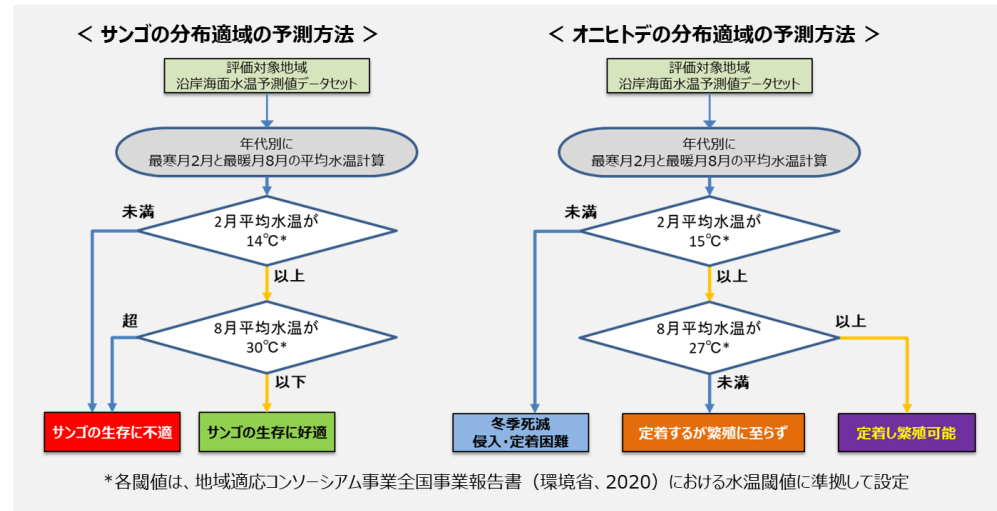 ＜ サンゴの分布適域の予測方法 ＞
評価対象地域
沿岸海面水温予測値データセット
年代別に
最寒月2月と最暖月8月の平均水温計算
未満
2月平均水温が
14℃*
以上
超
8月平均水温が
30℃*
以下
サンゴの生存に不適
サンゴの生存に好適
＜ オニヒトデの分布適域の予測方法 ＞
評価対象地域
沿岸海面水温予測値データセット
年代別に
最寒月2月と最暖月8月の平均水温計算
未満
2月平均水温が
15℃*
以上
8月平均水温が
27℃*
以上
未満
冬季死滅
侵入・定着困難
定着するが繁殖に至らず
定着し繁殖可能
*各閾値は、地域適応コンソーシアム事業全国事業報告書（環境省、2020）における水温閾値に準拠して設定